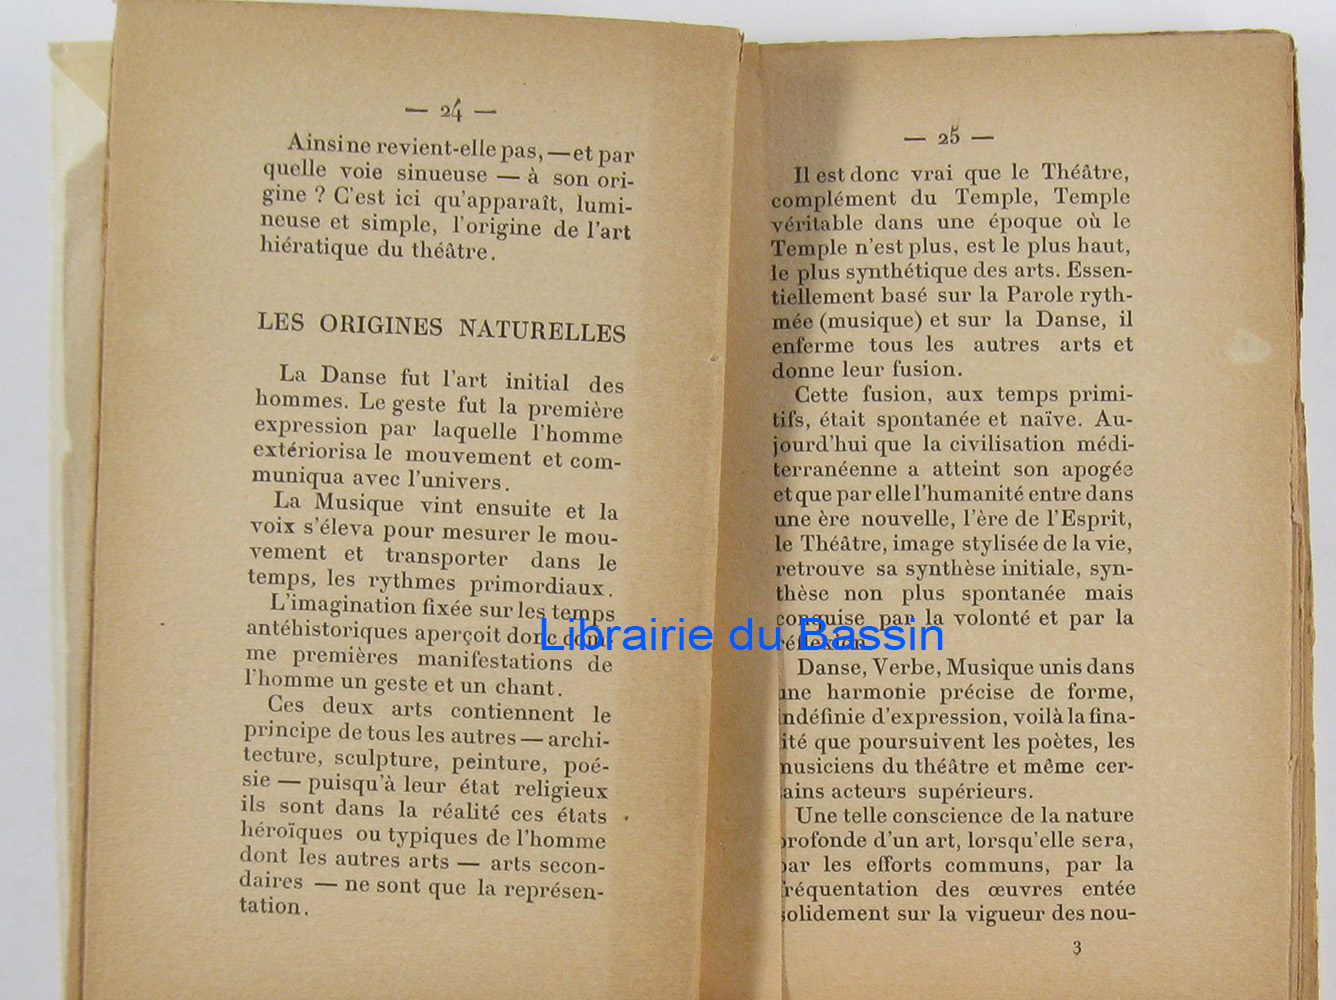 — 24 —
Ainsi ne revient-elle pas, — et par
quelle voie sinueuse — à son ori-
gine ? C'est ici qu'apparaît, lumi-
neuse et simple, l'origine de l'art
hiératique du théâtre.
LES ORIGINES NATURELLES
La Danse fut l'art initial des
hommes. Le geste fut la première
expression par laquelle l'homme
extériorisa le mouvement et com-
muniqua avec l'univers.
La Musique vint ensuite et la
voix s'éleva pour mesurer le mou-
vement et transporter dans le
temps, les rythmes primordiaux.
L'imagination fixée sur les temps
antéhistoriques aperçoit donc com-
me premières manifestations de
l'homme un geste et un chant.
Ces deux arts contiennent le
principe de tous les autres — archi-
tecture, sculpture, peinture, poé-
sie — puisqu'à leur état religieux
ils sont dans la réalité ces états
héroïques ou typiques de l'homme
dont les autres arts — arts secon-
daires — ne sont que la représen-
tation.
— 25 —
Il est donc vrai que le Théâtre,
complément du Temple, Temple
véritable dans une époque où le
Temple n'est plus, est le plus haut,
le plus synthétique des arts. Essen-
tiellement basé sur la Parole ryth-
mée (musique) et sur la Danse, il
enferme tous les autres arts et
donne leur fusion.
Cette fusion, aux temps primi-
tifs, était spontanée et naïve. Au-
jourd'hui que la civilisation médi-
terranéenne a atteint son apogée
et que par elle l'humanité entre dans
une ère nouvelle, l'ère de l'Esprit,
le Théâtre, image stylisée de la vie,
retrouve sa synthèse initiale, syn-
thèse non plus spontanée mais
conquise par la volonté et par la
réflexion.
Danse, Verbe, Musique unis dans
une harmonie précise de forme,
indéfinie d'expression, voilà la fina-
lité que poursuivent les poètes, les
musiciens du théâtre et même cer-
tains acteurs supérieurs.
Une telle conscience de la nature
profonde d'un art, lorsqu'elle sera,
par les efforts communs, par la
fréquentation des œuvres entée
solidement sur la vigueur des nou-
3
Librairie du Bassin